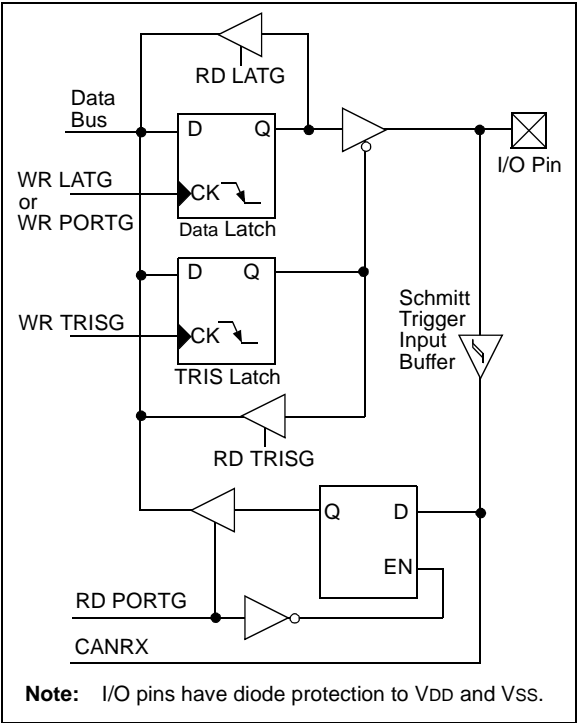 RD LATG
Data
Bus
D Q
I/O Pin
WR LATG
or
WR PORTG
CK
Data Latch
D Q
Schmitt
Trigger
Input
Buffer
WR TRISG
CK
TRIS Latch
RD TRISG
Q D
EN
RD PORTG
CANRX
Note: I/O pins have diode protection to VDD and VSS.